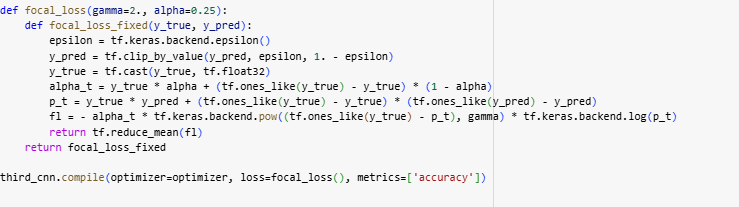 def focal_loss(gamma=2., alpha=0.25):
    def focal_loss_fixed(y_true, y_pred):
        epsilon = tf.keras.backend.epsilon()
        y_pred = tf.clip_by_value(y_pred, epsilon, 1. - epsilon)
        y_true = tf.cast(y_true, tf.float32)
        alpha_t = y_true * alpha + (tf.ones_like(y_true) - y_true) * (1 - alpha)
        p_t = y_true * y_pred + (tf.ones_like(y_true) - y_true) * (tf.ones_like(y_pred) - y_pred)
        fl = - alpha_t * tf.keras.backend.pow((tf.ones_like(y_true) - p_t), gamma) * tf.keras.backend.log(p_t)
        return tf.reduce_mean(fl)
    return focal_loss_fixed

third_cnn.compile(optimizer=optimizer, loss=focal_loss(), metrics=['accuracy'])